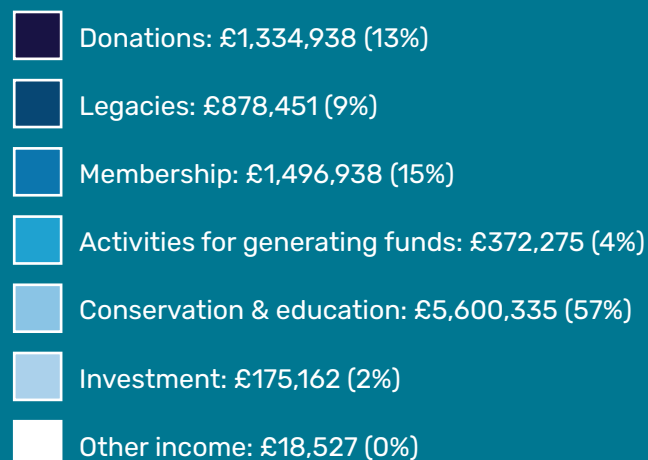 Donations: £1,334,938 (13%)
Legacies: £878,451 (9%)
Membership: £1,496,938 (15%)
Activities for generating funds: £372,275 (4%)
Conservation & education: £5,600,335 (57%)
Investment: £175,162 (2%)
Other income: £18,527 (0%)